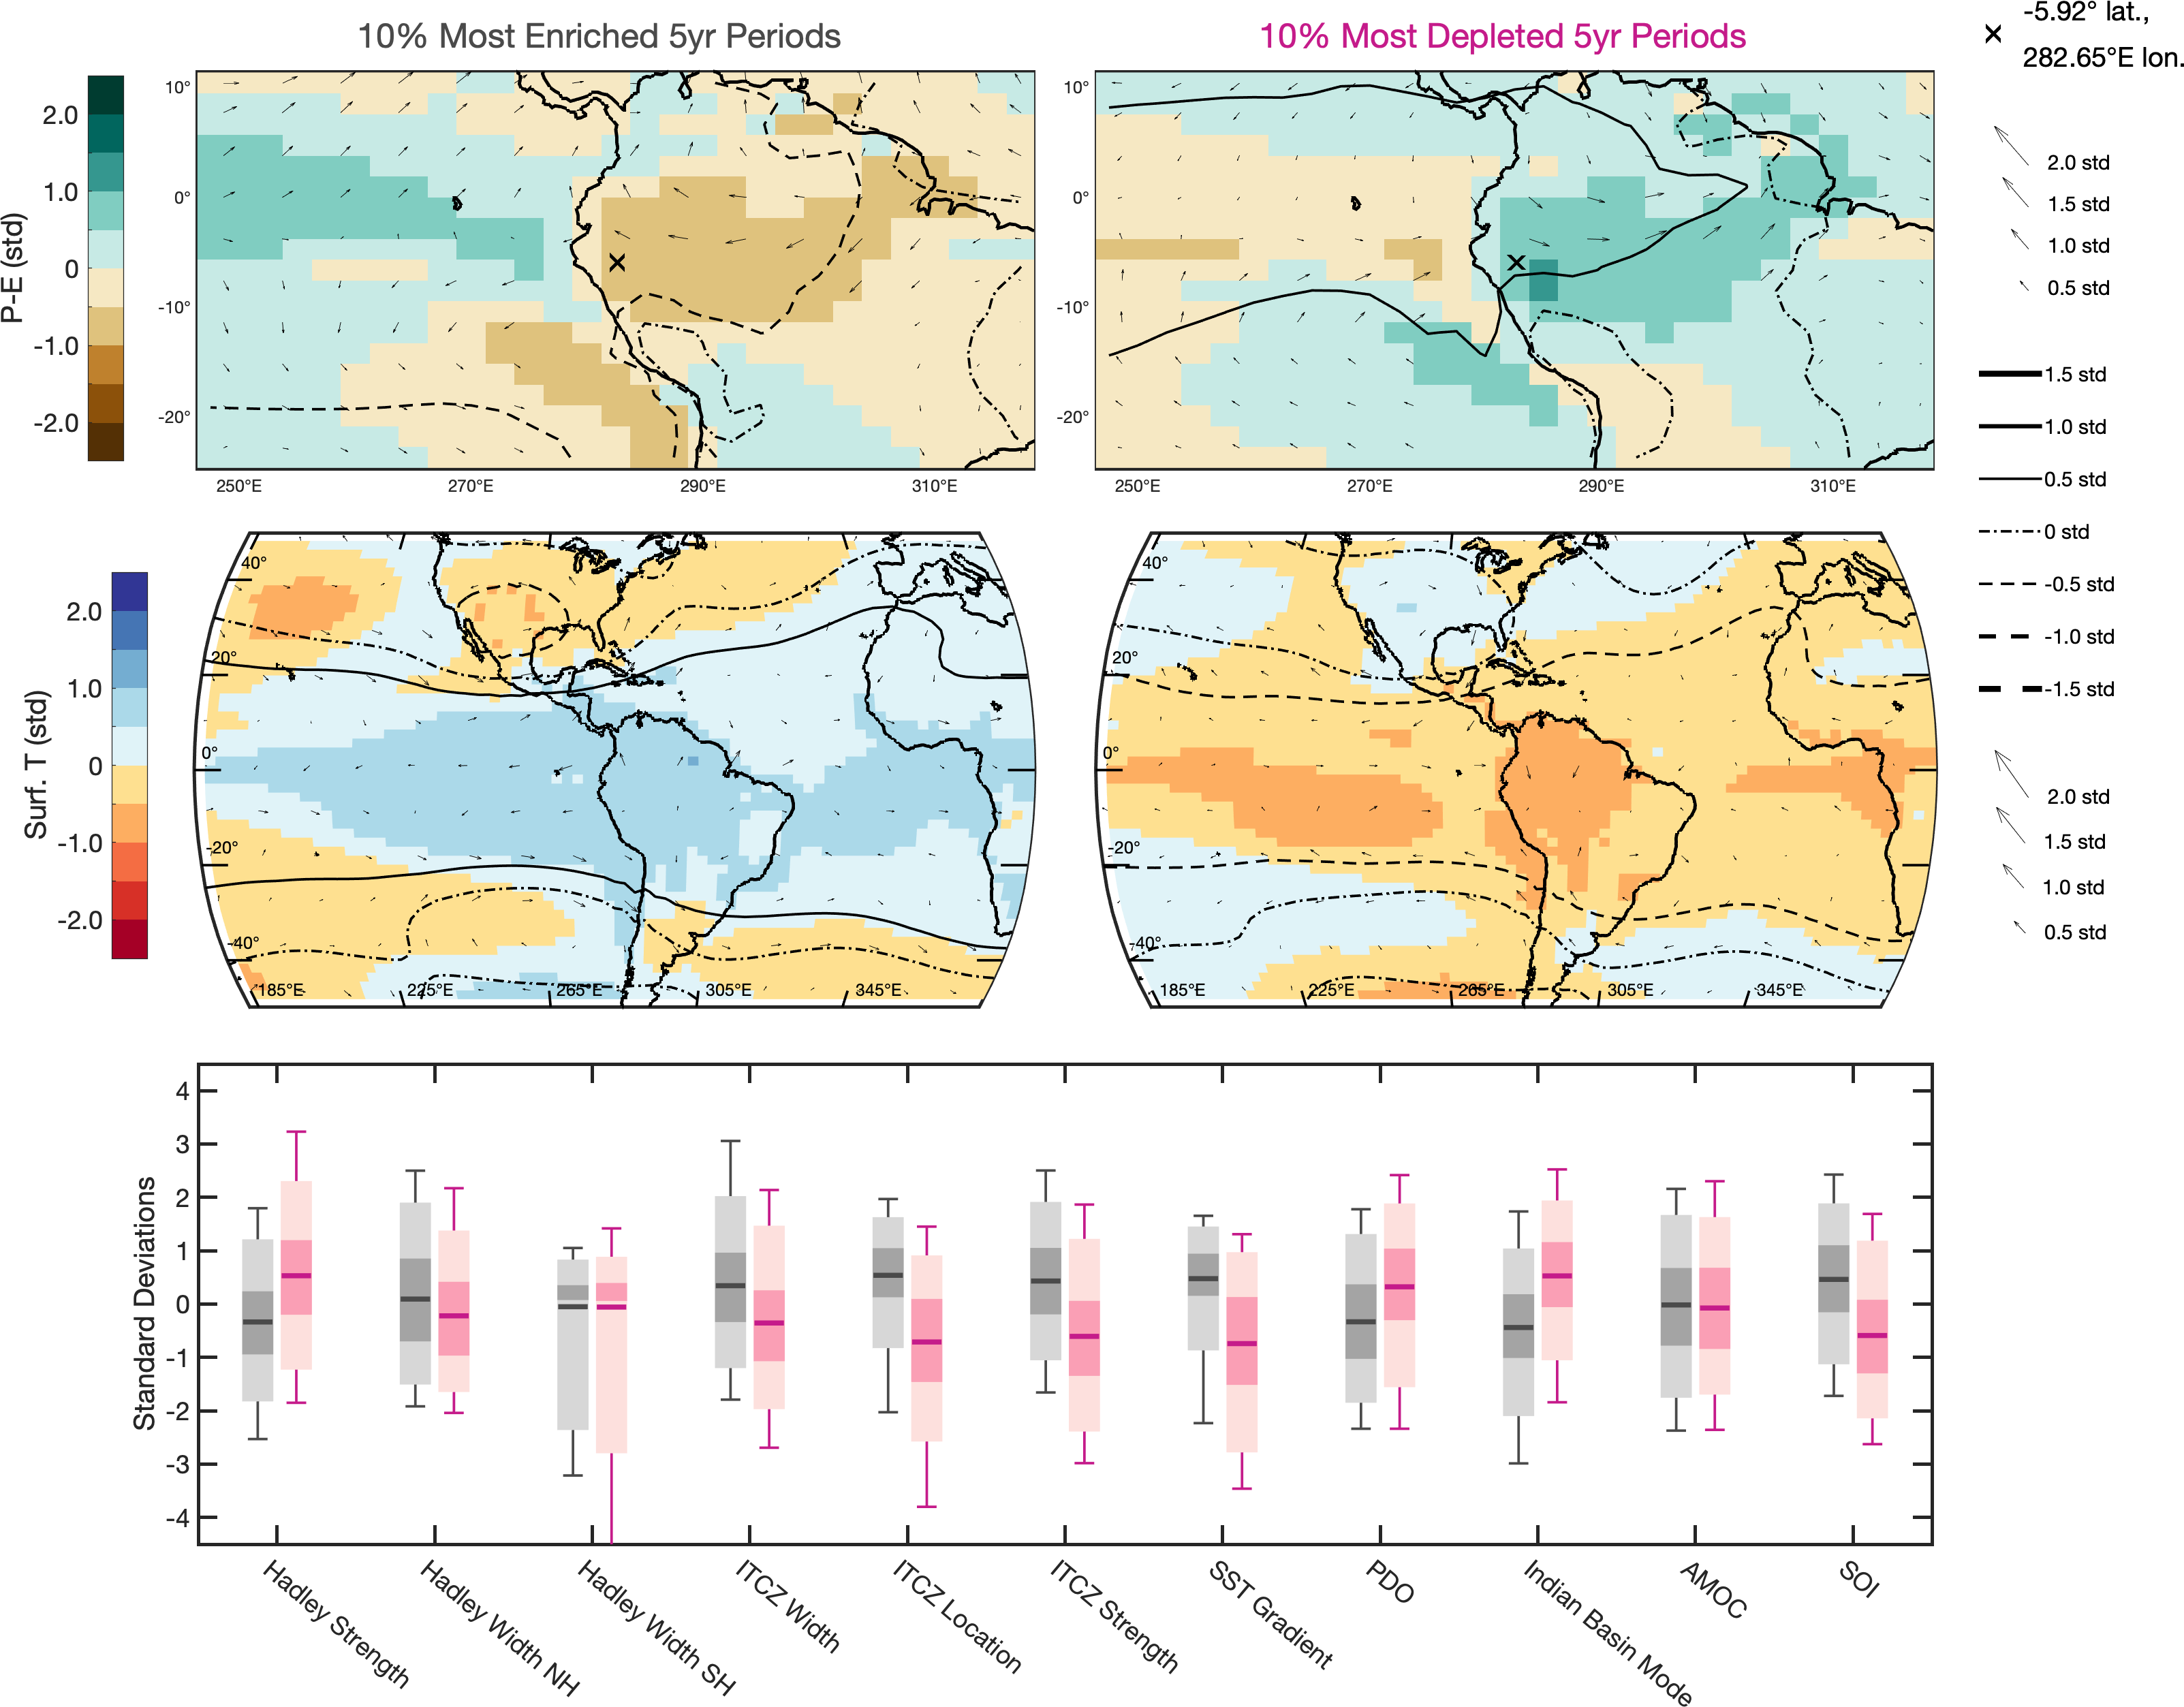 10% Most Enriched 5yr Periods
10% Most Depleted 5yr Periods
-5.92° lat.,
282.65°E lon.
P-E (std)
2.0
1.0
0
-1.0
-2.0
10°
0°
-10°
-20°
250°E
270°E
290°E
310°E
10°
0°
-10°
-20°
250°E
270°E
290°E
310°E
2.0 std
1.5 std
1.0 std
0.5 std
1.5 std
1.0 std
0.5 std
0 std
-0.5 std
-1.0 std
-1.5 std
Surf. T (std)
2.0
1.0
0
-1.0
-2.0
40°
20°
0°
-20°
-40°
185°E
225°E
265°E
305°E
345°E
40°
20°
0°
-20°
-40°
185°E
225°E
265°E
305°E
345°E
2.0 std
1.5 std
1.0 std
0.5 std
Standard Deviations
4
3
2
1
0
-1
-2
-3
-4
Hadley Strength
Hadley Width NH
Hadley Width SH
ITCZ Width
ITCZ Location
ITCZ Strength
SST Gradient
PDO
Indian Basin Mode
AMOC
SOI